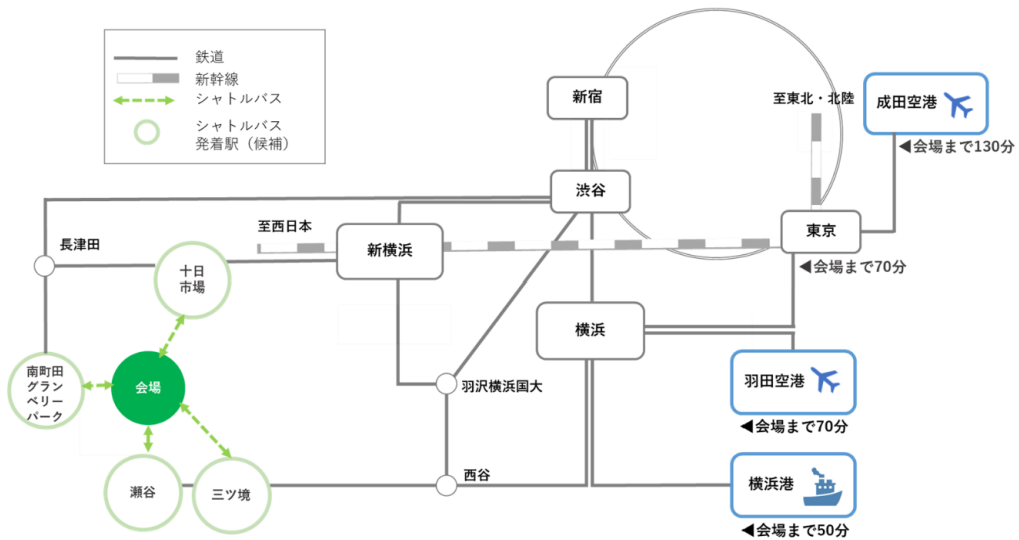 鉄道
新幹線
シャトルバス
シャトルバス
発着駅（候補）
新宿
至東北・北陸
成田空港
◀会場まで130分
渋谷
至西日本
新横浜
東京
◀会場まで70分
長津田
十日
市場
横浜
南町田
グラン
ベリー
パーク
会場
羽沢横浜国大
羽田空港
◀会場まで70分
瀬谷
三ツ境
西谷
横浜港
◀会場まで50分